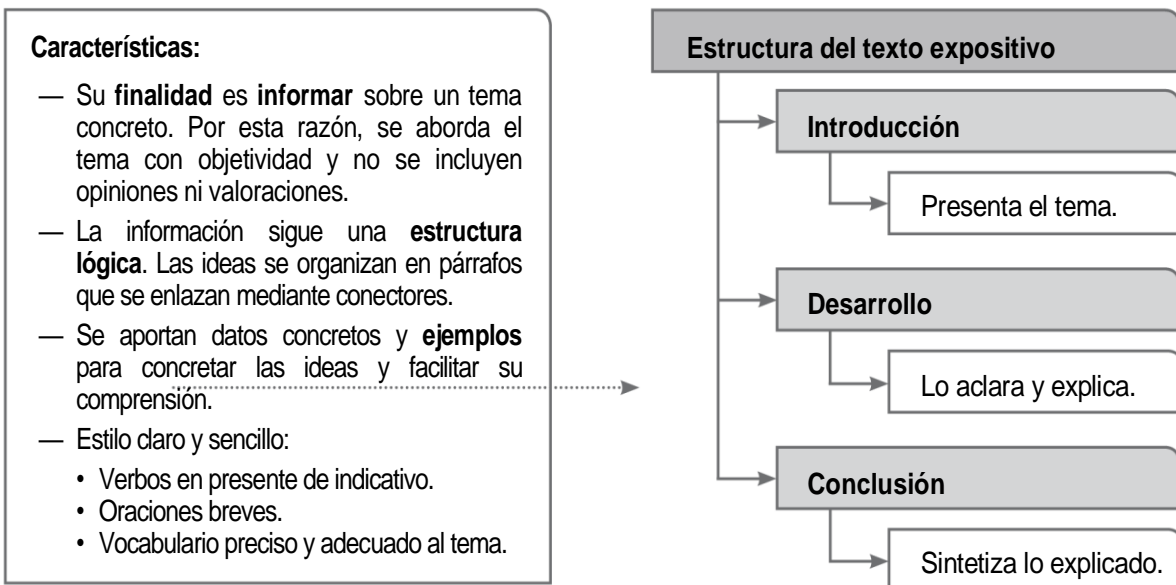 Características:
— Su finalidad es informar sobre un tema
concreto. Por esta razón, se aborda el
tema con objetividad y no se incluyen
opiniones ni valoraciones.
— La información sigue una estructura
lógica. Las ideas se organizan en párrafos
que se enlazan mediante conectores.
— Se aportan datos concretos y ejemplos
para concretar las ideas y facilitar su
comprensión.
— Estilo claro y sencillo:
• Verbos en presente de indicativo.
• Oraciones breves.
• Vocabulario preciso y adecuado al tema.
Estructura del texto expositivo
Introducción
Presenta el tema.
Desarrollo
Lo aclara y explica.
Conclusión
Sintetiza lo explicado.